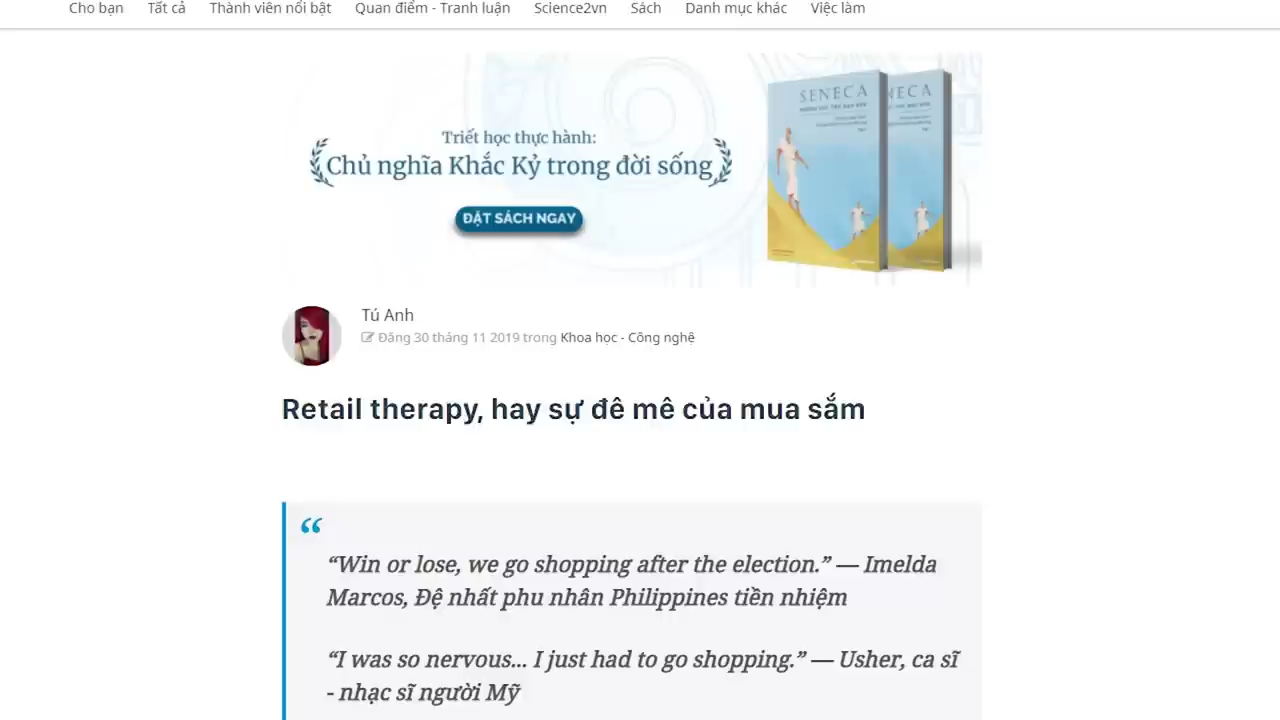 Cho bạn Tất cả Thành viên nổi bật Quan điểm - Tranh luận Science2vn Sách Danh mục khác Việc làm
Triết học thực hành:
Chủ nghĩa Khắc Kỷ trong đời sống
ĐẶT SÁCH NGAY
SENECA
Tú Anh
Đăng 30 tháng 11 2019 trong Khoa học - Công nghệ
Retail therapy, hay sự đê mê của mua sắm
“
“Win or lose, we go shopping after the election.” — Imelda
Marcos, Đệ nhất phu nhân Philippines tiền nhiệm
“I was so nervous... I just had to go shopping.” — Usher, ca sĩ
- nhạc sĩ người Mỹ